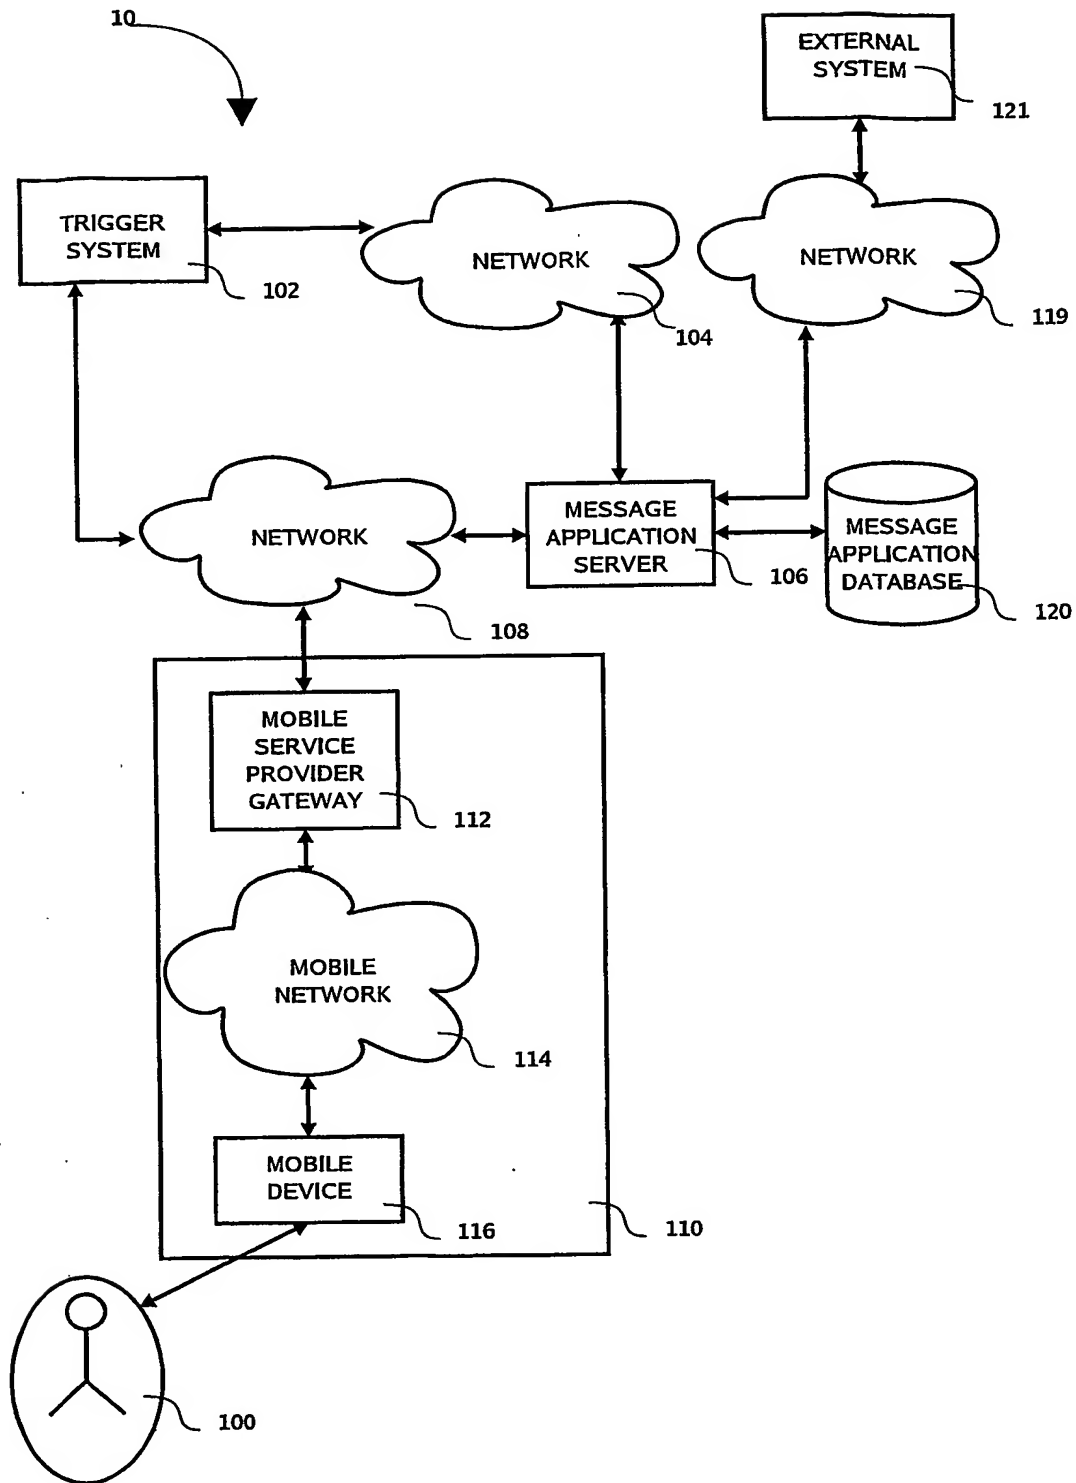 10
EXTERNAL
SYSTEM
121
TRIGGER
SYSTEM
102
NETWORK
104
NETWORK
119
NETWORK
108
MESSAGE
APPLICATION
SERVER
106
MESSAGE
APPLICATION
DATABASE
120
MOBILE
SERVICE
PROVIDER
GATEWAY
112
MOBILE
NETWORK
114
MOBILE
DEVICE
116
110
100